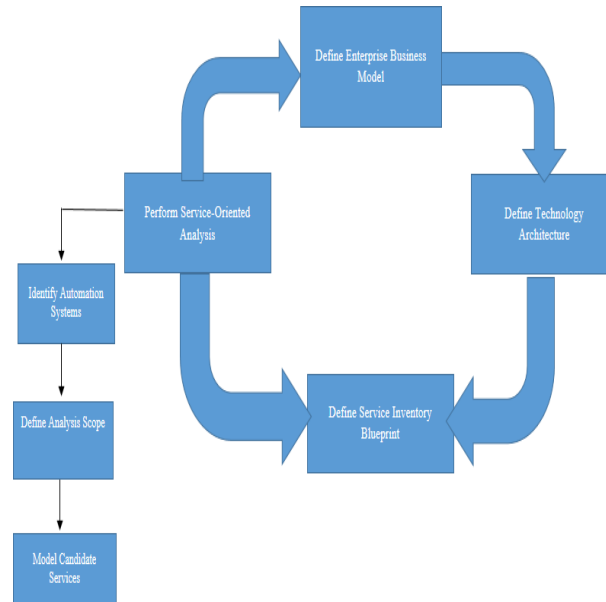 Define Enterprise Business
Model
Perform Service-Oriented
Analysis
Define Technology
Architecture
Identify Automation
Systems
Define Analysis Scope
Define Service Inventory
Blueprint
Model Candidate
Services